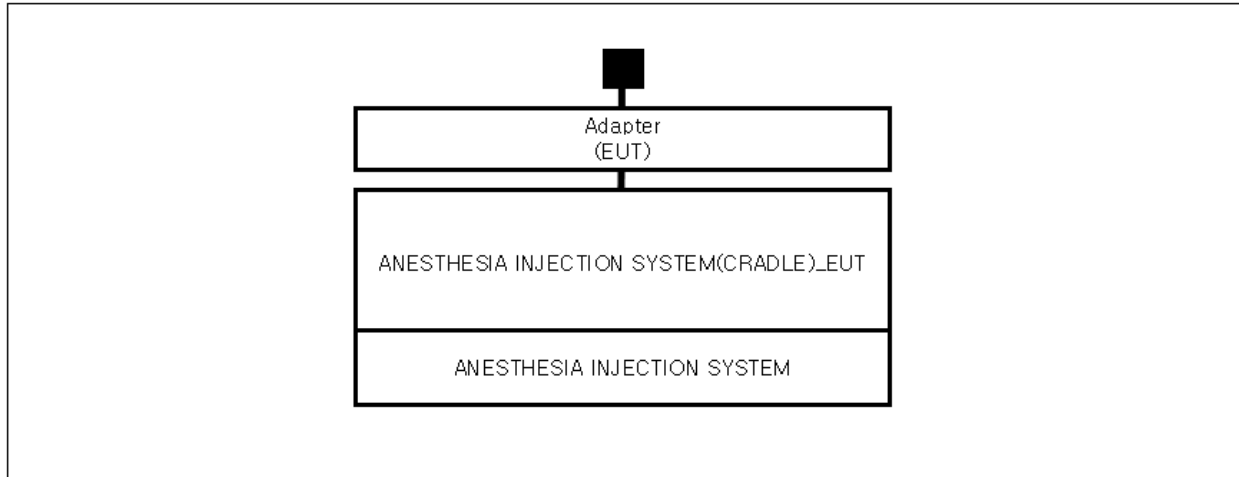 Adapter
(EUT)
ANESTHESIA INJECTION SYSTEM(CRADLE)_EUT
ANESTHESIA INJECTION SYSTEM